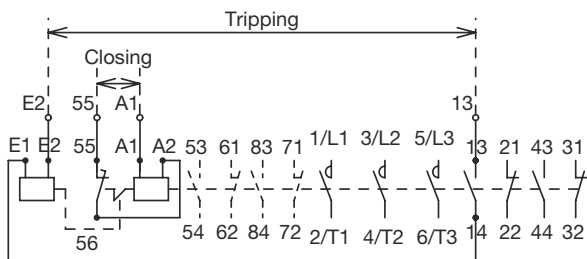 Tripping
Closing
E2 55 A1 13
E1 E2 55 A1 A2 53 61 83 71 1/L1 3/L2 5/L3 13 21 43 31
56 54 62 84 72 2/T1 4/T2 6/T3 14 22 44 32